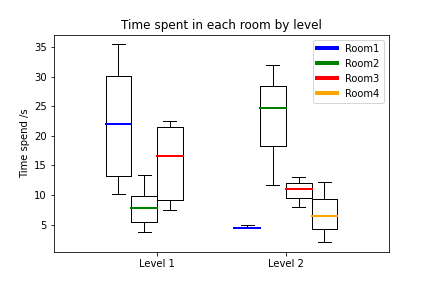 Time spent in each room by level
Time spend /s
35
30
25
20
15
10
5
Level 1
Level 2
Room1
Room2
Room3
Room4